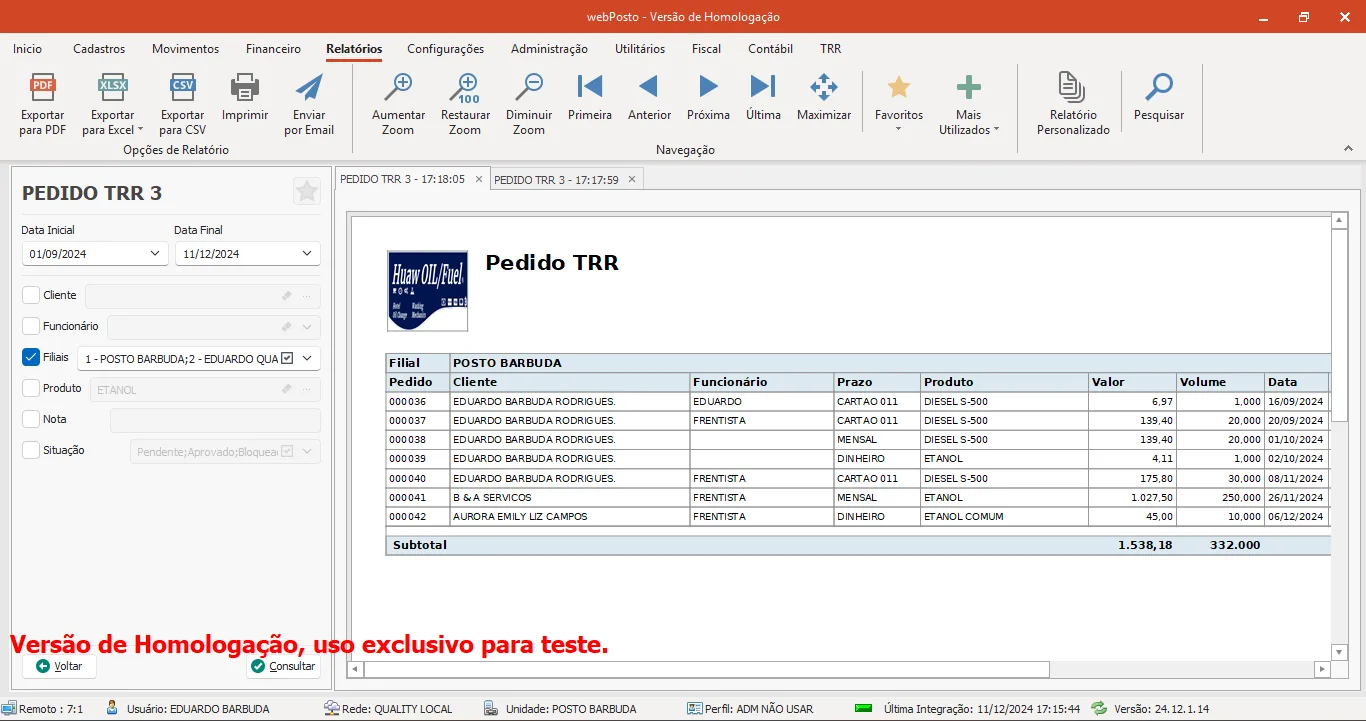 webPosto - Versão de Homologação
Inicio Cadastros Movimentos Financeiro Relatórios Configurações Administração Utilitários Fiscal Contábil TRR
PDF XLSX CSV 100
Exportar para PDF
Exportar para Excel
Exportar para CSV
Imprimir
Enviar por Email
Aumentar Zoom
Restaurar Zoom
Diminuir Zoom
Primeira
Anterior
Próxima
Última
Maximizar
Favoritos
Mais Utilizados
Relatório Personalizado
Pesquisar
Opções de Relatório
Navegação
PEDIDO TRR 3
Data Inicial Data Final
01/09/2024 11/12/2024
Cliente
Funcionário
Filiais 1 - POSTO BARBUDA;2 - EDUARDO QUA
Produto ETANOL
Nota
Situação Pendente;Aprovado;Bloquead
Voltar Consultar
PEDIDO TRR 3 - 17:18:05 PEDIDO TRR 3 - 17:17:59
Huaw OIL/Fuel
Pedido TRR
Filial POSTO BARBUDA
Pedido Cliente Funcionário Prazo Produto Valor Volume Data
000036 EDUARDO BARBUDA RODRIGUES. EDUARDO CARTAO 011 DIESEL S-500 6,97 1,000 16/09/2024
000037 EDUARDO BARBUDA RODRIGUES. FRENTISTA CARTAO 011 DIESEL S-500 139,40 20,000 20/09/2024
000038 EDUARDO BARBUDA RODRIGUES. MENSAL DIESEL S-500 139,40 20,000 01/10/2024
000039 EDUARDO BARBUDA RODRIGUES. DINHEIRO ETANOL 4,11 1,000 02/10/2024
000040 EDUARDO BARBUDA RODRIGUES. FRENTISTA CARTAO 011 DIESEL S-500 175,80 30,000 08/11/2024
000041 B & A SERVICOS FRENTISTA MENSAL ETANOL 1.027,50 250,000 26/11/2024
000042 AURORA EMILY LIZ CAMPOS FRENTISTA DINHEIRO ETANOL COMUM 45,00 10,000 06/12/2024
Subtotal 1.538,18 332.000
Versão de Homologação, uso exclusivo para teste.
Remoto : 7:1 Usuário: EDUARDO BARBUDA Rede: QUALITY LOCAL Unidade: POSTO BARBUDA Perfil: ADM NÃO USAR Última Integração: 11/12/2024 17:15:44 Versão: 24.12.1.14